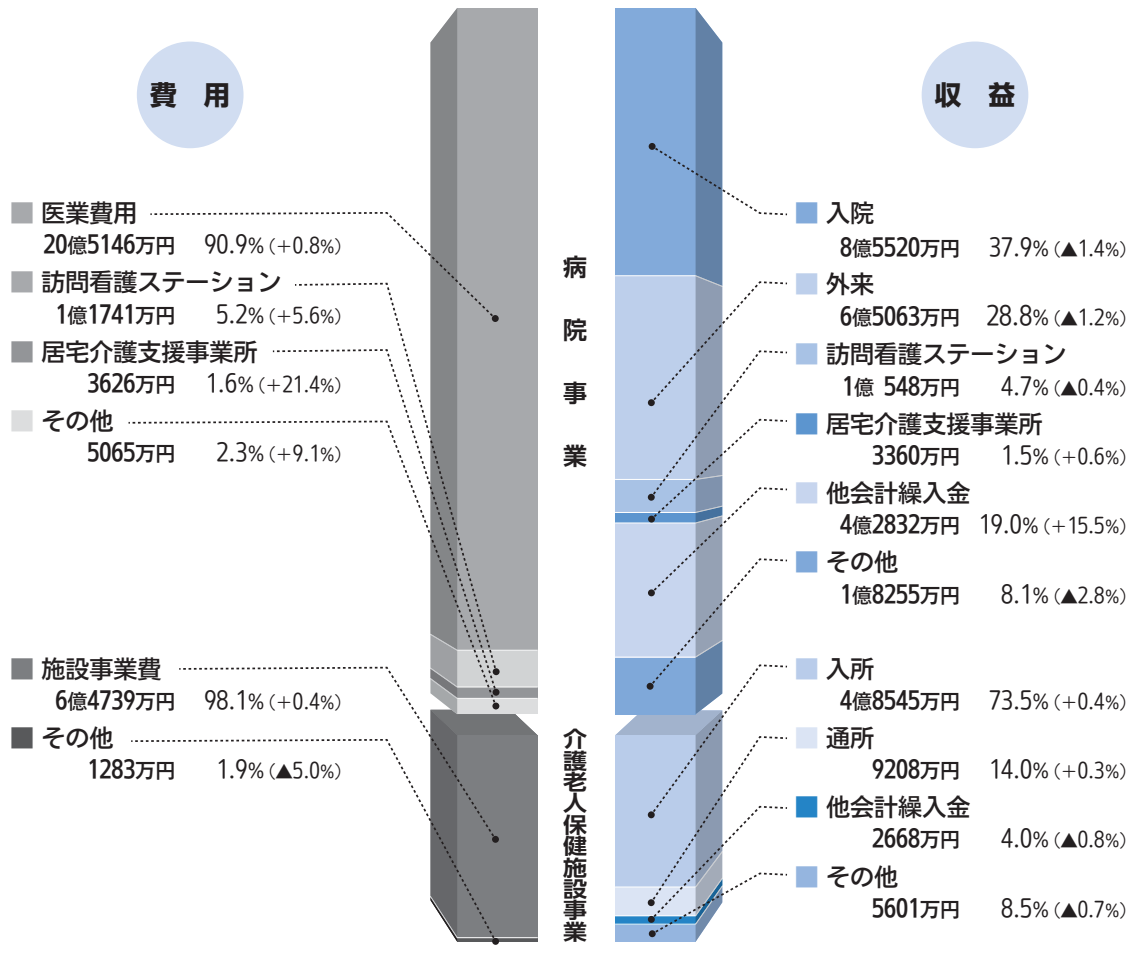 費用
医業費用
20億5146万円 90.9%(+0.8%)
訪問看護ステーション
1億1741万円 5.2%(+5.6%)
居宅介護支援事業所
3626万円 1.6%(+21.4%)
その他
5065万円 2.3%(+9.1%)
施設事業費
6億4739万円 98.1%(+0.4%)
その他
1283万円 1.9%(▲5.0%)
病院事業
介護老人保健施設事業
収益
入院
8億5520万円 37.9%(▲1.4%)
外来
6億5063万円 28.8%(▲1.2%)
訪問看護ステーション
1億 548万円 4.7%(▲0.4%)
居宅介護支援事業所
3360万円 1.5%(+0.6%)
他会計繰入金
4億2832万円 19.0%(+15.5%)
その他
1億8255万円 8.1%(▲2.8%)
入所
4億8545万円 73.5%(+0.4%)
通所
9208万円 14.0%(+0.3%)
他会計繰入金
2668万円 4.0%(▲0.8%)
その他
5601万円 8.5%(▲0.7%)